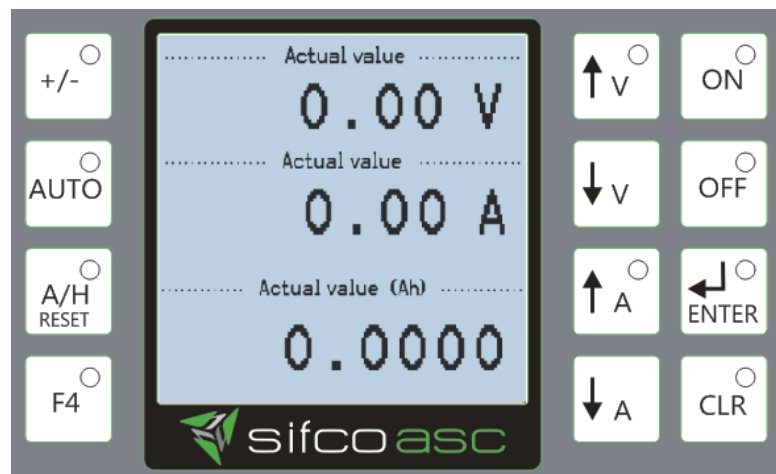 +/-
AUTO
A/H
RESET
F4
Actual value
0.00 V
Actual value
0.00 A
Actual value (Ah)
0.0000
sifco asc
V
ON
V
OFF
A
ENTER
A
CLR